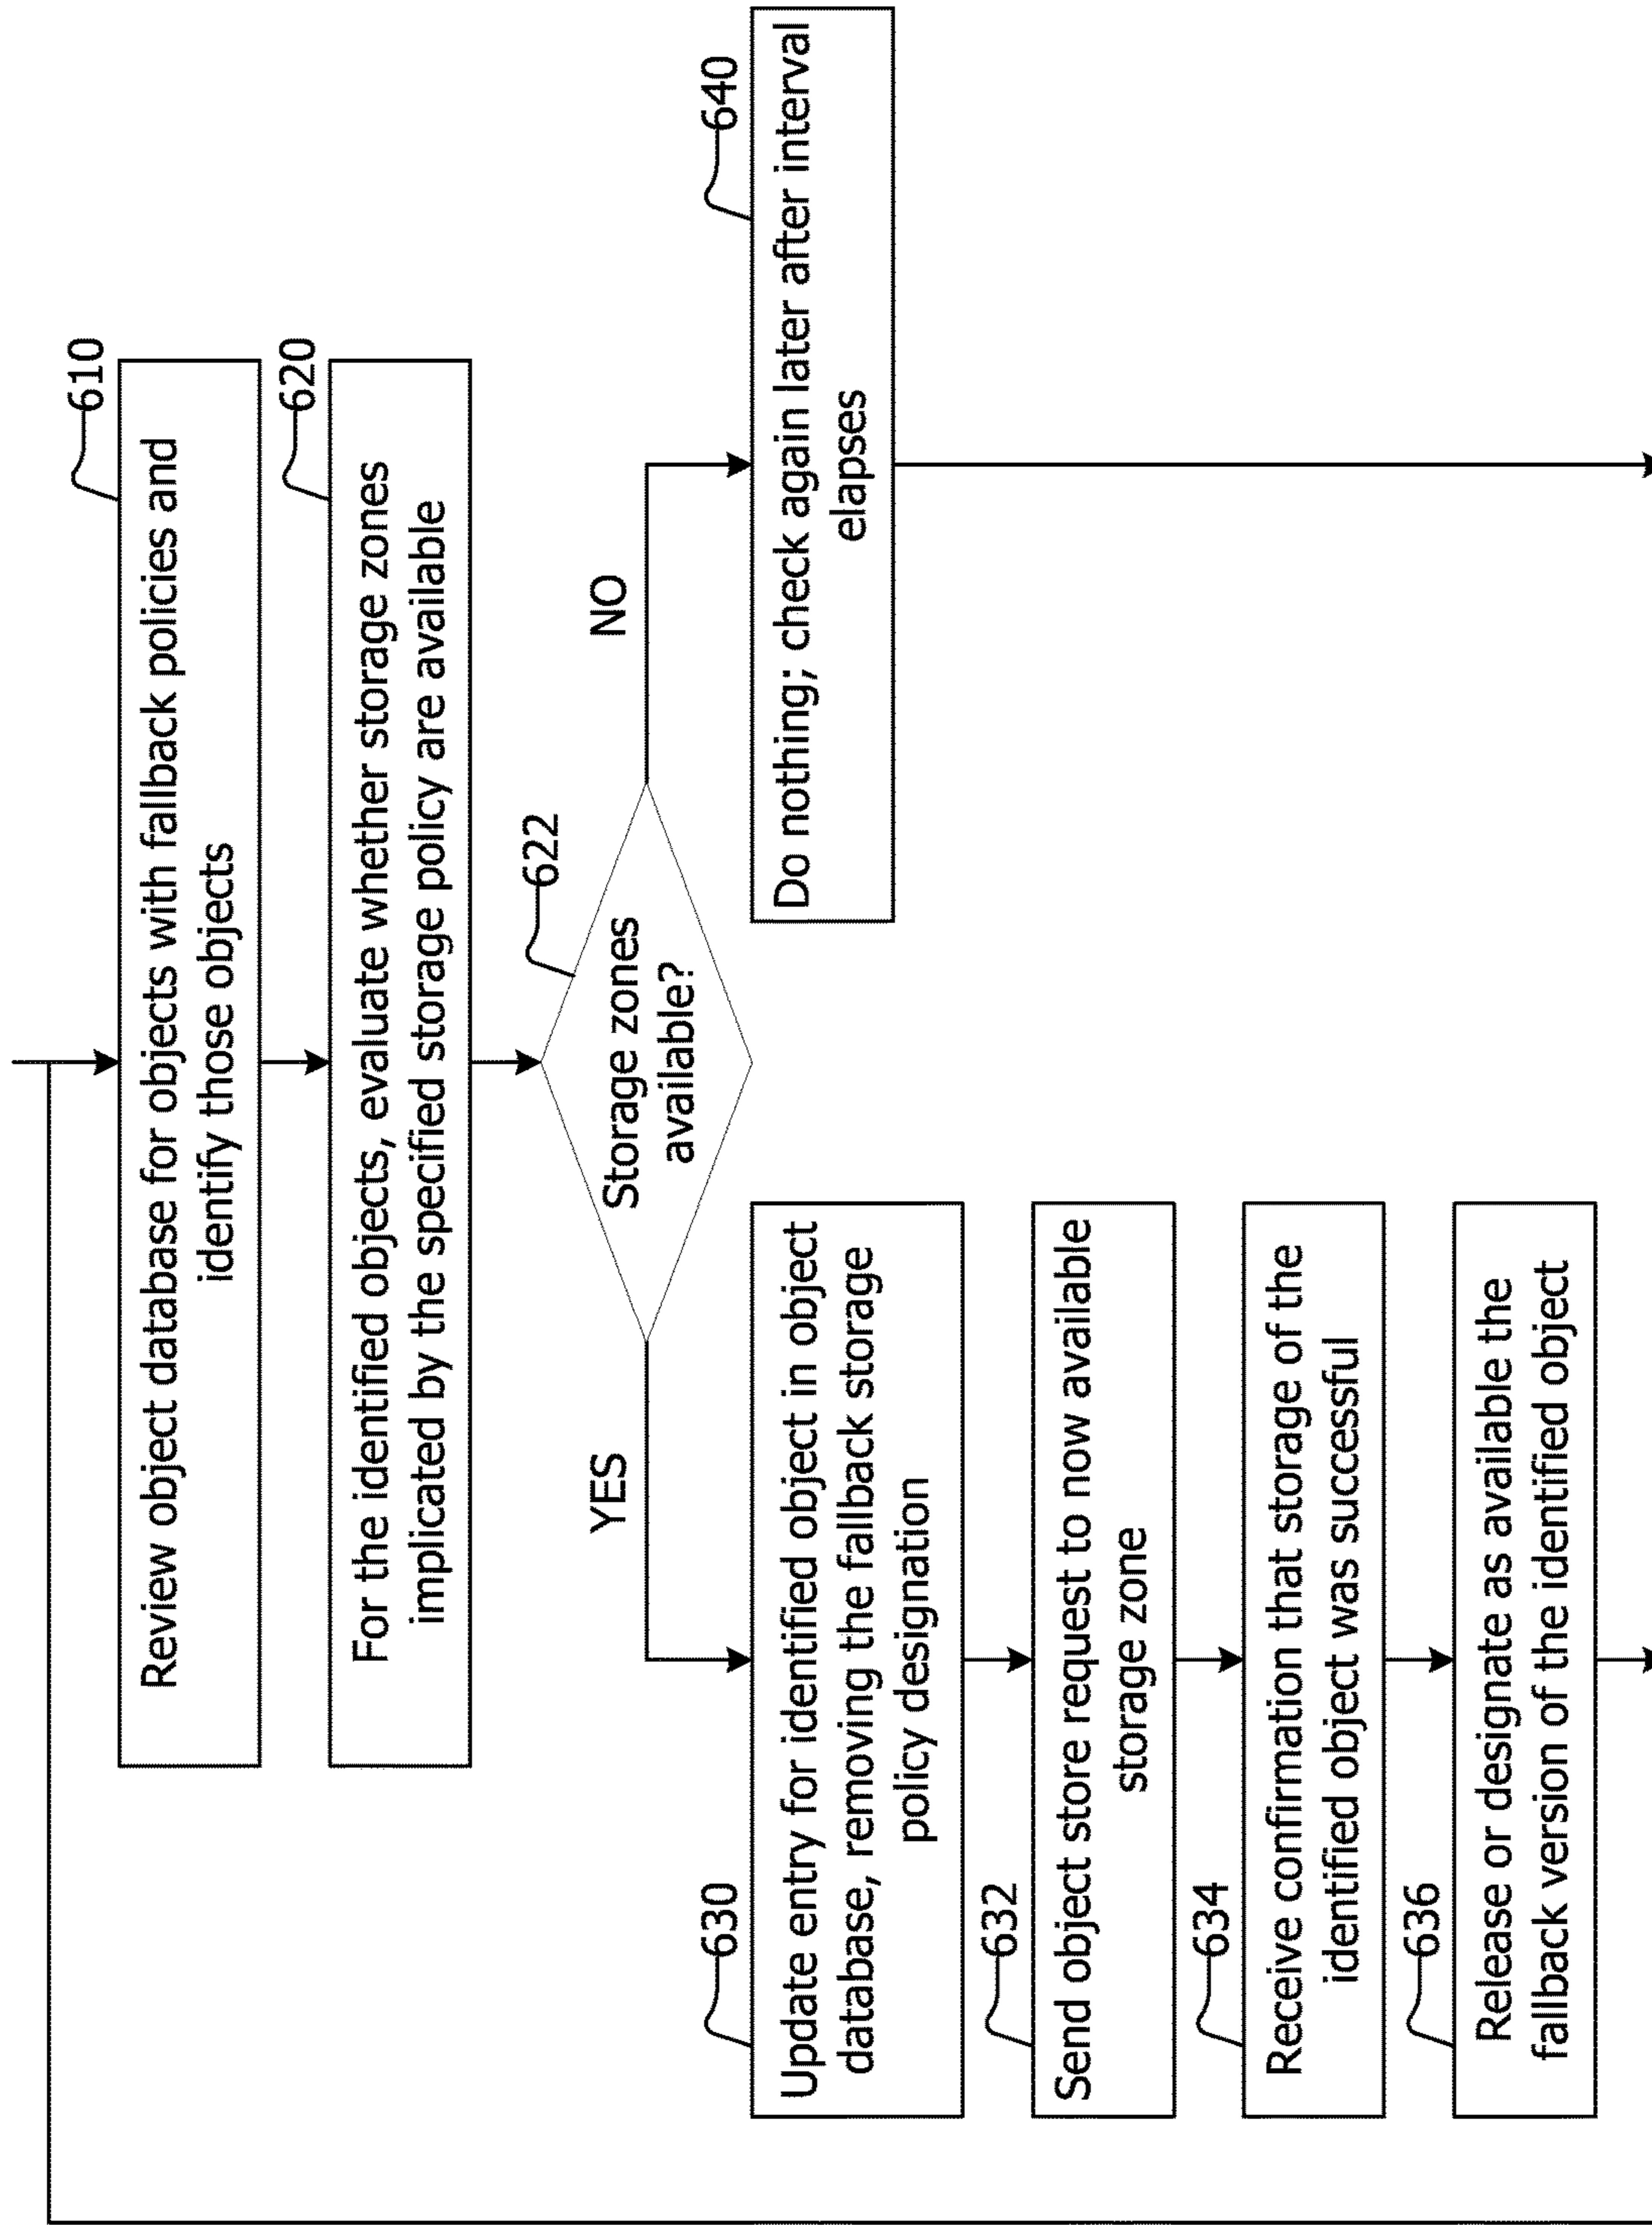 610
Review object database for objects with fallback policies and
identify those objects
620
For the identified objects, evaluate whether storage zones
implicated by the specified storage policy are available
622
Storage zones
available?
YES
NO
630
Update entry for identified object in object
database, removing the fallback storage
policy designation
632
Send object store request to now available
storage zone
634
Receive confirmation that storage of the
identified object was successful
636
Release or designate as available the
fallback version of the identified object
640
Do nothing; check again later after interval
elapses